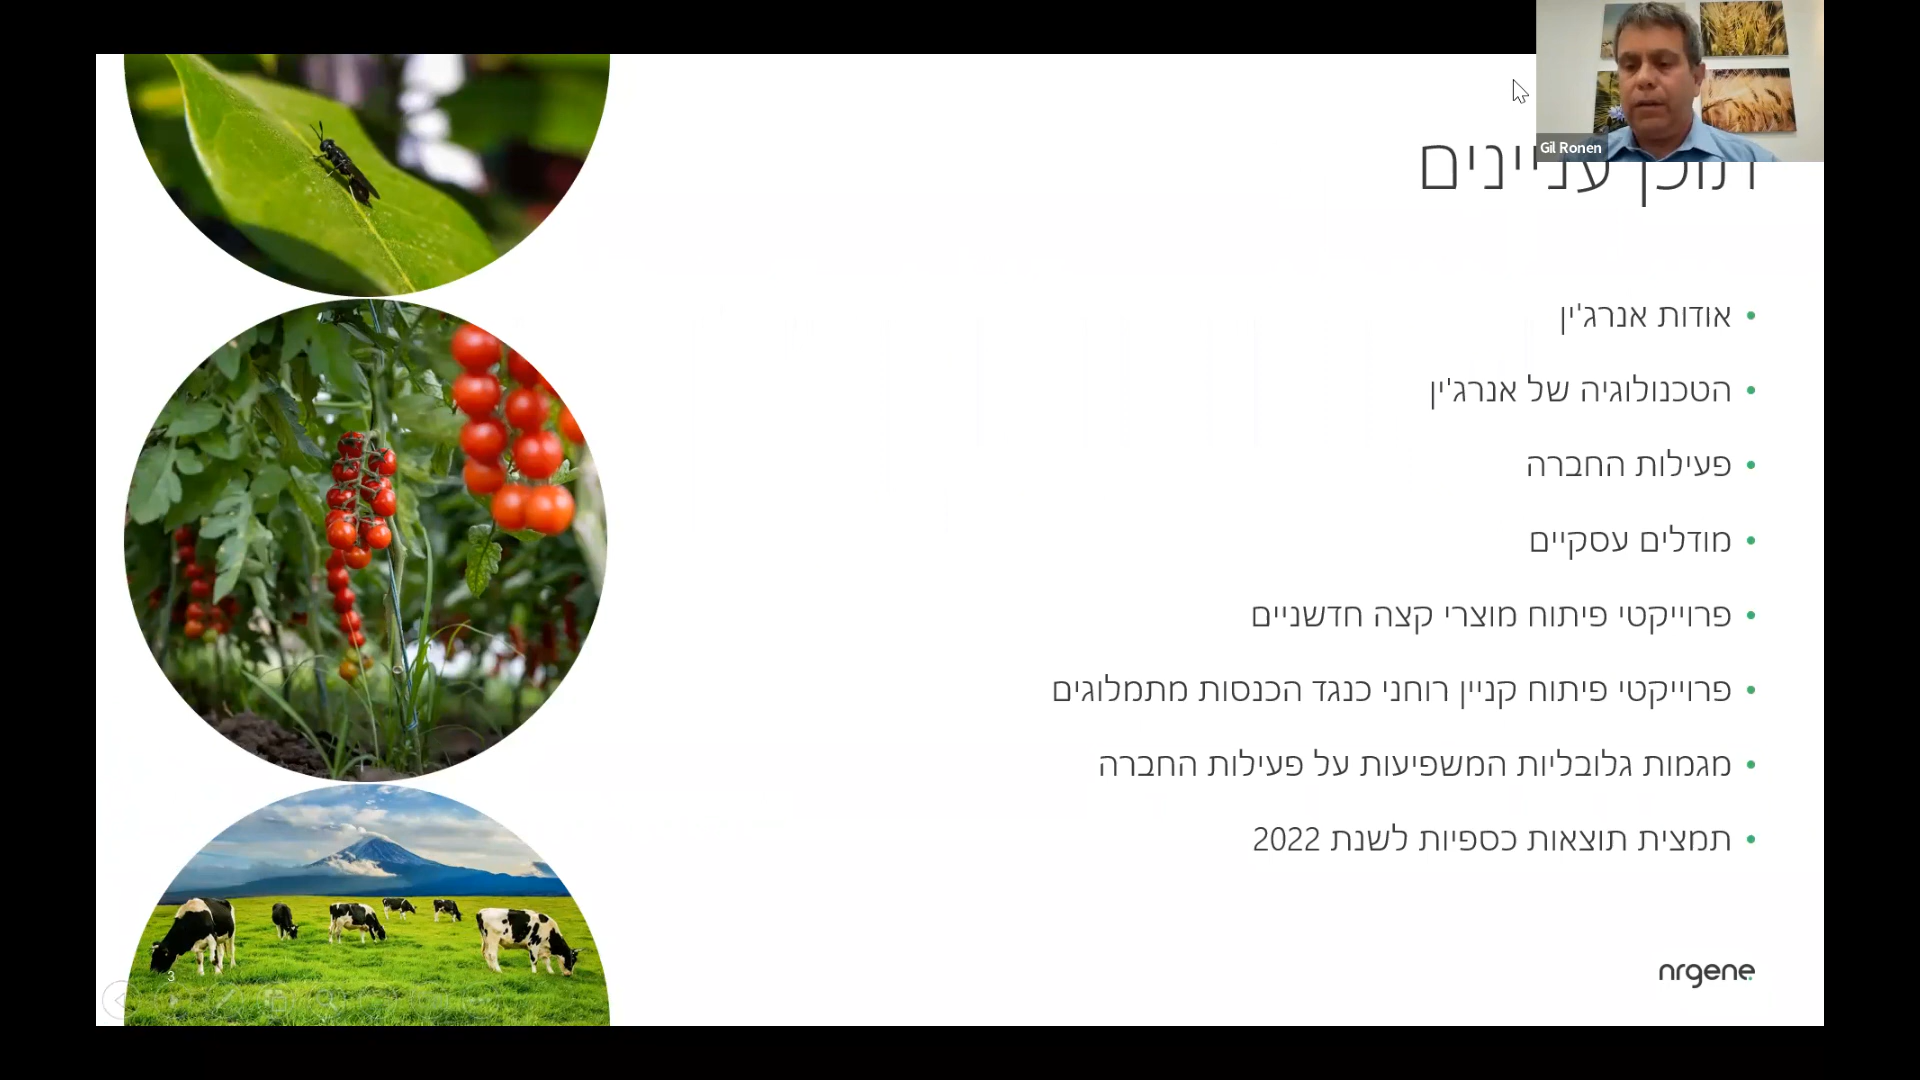 Gil Ronen
תוכן עניינים
אודות אנרג'ין
הטכנולוגיה של אנרג'ין
פעילות החברה
מודלים עסקיים
פרוייקטי פיתוח מוצרי קצה חדשניים
פרוייקטי פיתוח קניין רוחני כנגד הכנסות מתמלוגים
מגמות גלובליות המשפיעות על פעילות החברה
תמצית תוצאות כספיות לשנת 2022
nrgene
3